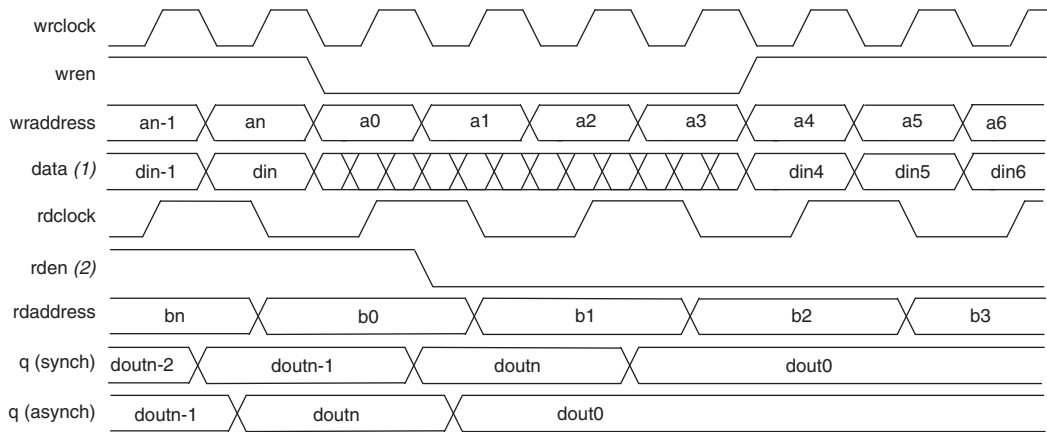 wrclock
wren
wraddress an-1 an a0 a1 a2 a3 a4 a5 a6
data (1) din-1 din din4 din5 din6
rdclock
rden (2)
rdaddress bn b0 b1 b2 b3
q (synch) doutn-2 doutn-1 doutn dout0
q (asynch) doutn-1 doutn dout0